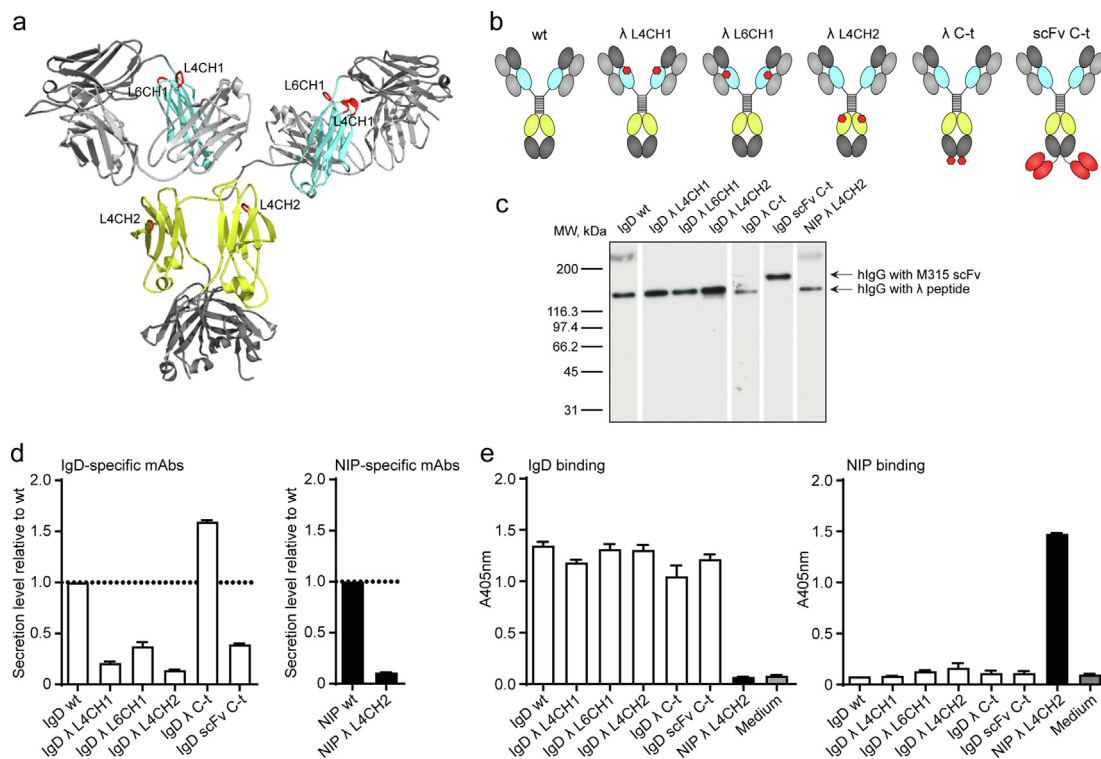 a
L4CH1
L6CH1
L6CH1
L4CH1
L4CH2
L4CH2
b
wt
λ L4CH1
λ L6CH1
λ L4CH2
λ C-t
scFv C-t
c
MW, kDa
IgD wt
IgD λ L4CH1
IgD λ L6CH1
IgD λ L4CH2
IgD λ C-t
IgD scFv C-t
NIP λ L4CH2
200
116.3
97.4
66.2
45
31
hIgG with M315 scFv
hIgG with λ peptide
d
IgD-specific mAbs
Secretion level relative to wt
2.0
1.5
1.0
0.5
0
IgD wt
IgD λ L4CH1
IgD λ L6CH1
IgD λ L4CH2
IgD λ C-t
IgD scFv C-t
NIP-specific mAbs
Secretion level relative to wt
2.0
1.5
1.0
0.5
0
NIP wt
NIP λ L4CH2
e
IgD binding
A405nm
2.0
1.5
1.0
0.5
0
IgD wt
IgD λ L4CH1
IgD λ L6CH1
IgD λ L4CH2
IgD λ C-t
IgD scFv C-t
NIP λ L4CH2
Medium
NIP binding
A405nm
2.0
1.5
1.0
0.5
0
IgD wt
IgD λ L4CH1
IgD λ L6CH1
IgD λ L4CH2
IgD λ C-t
IgD scFv C-t
NIP λ L4CH2
Medium